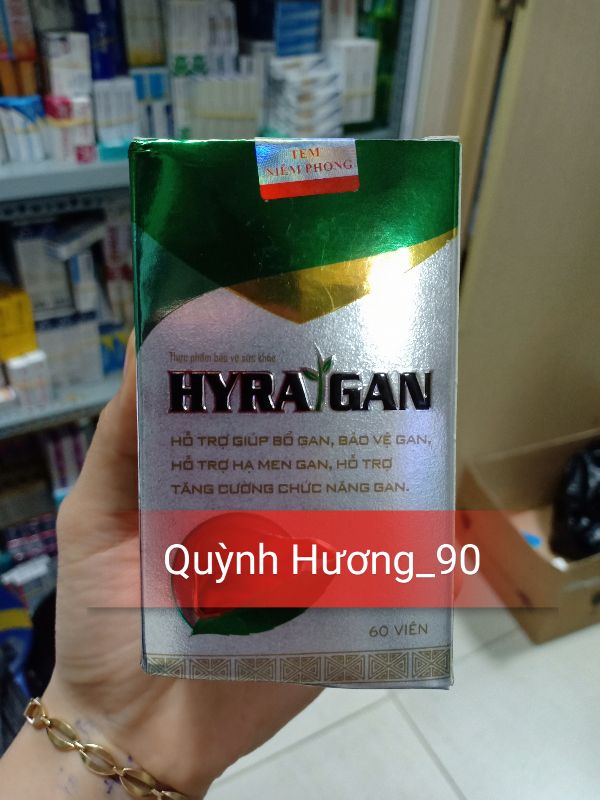 TEM
NIÊM PHONG
Thực phẩm bảo vệ sức khỏe
HYRAGAN
HỖ TRỢ GIÚP BỔ GAN, BẢO VỆ GAN,
HỖ TRỢ HẠ MEN GAN, HỖ TRỢ
TĂNG CƯỜNG CHỨC NĂNG GAN.
Quỳnh Hương_90
60 VIÊN